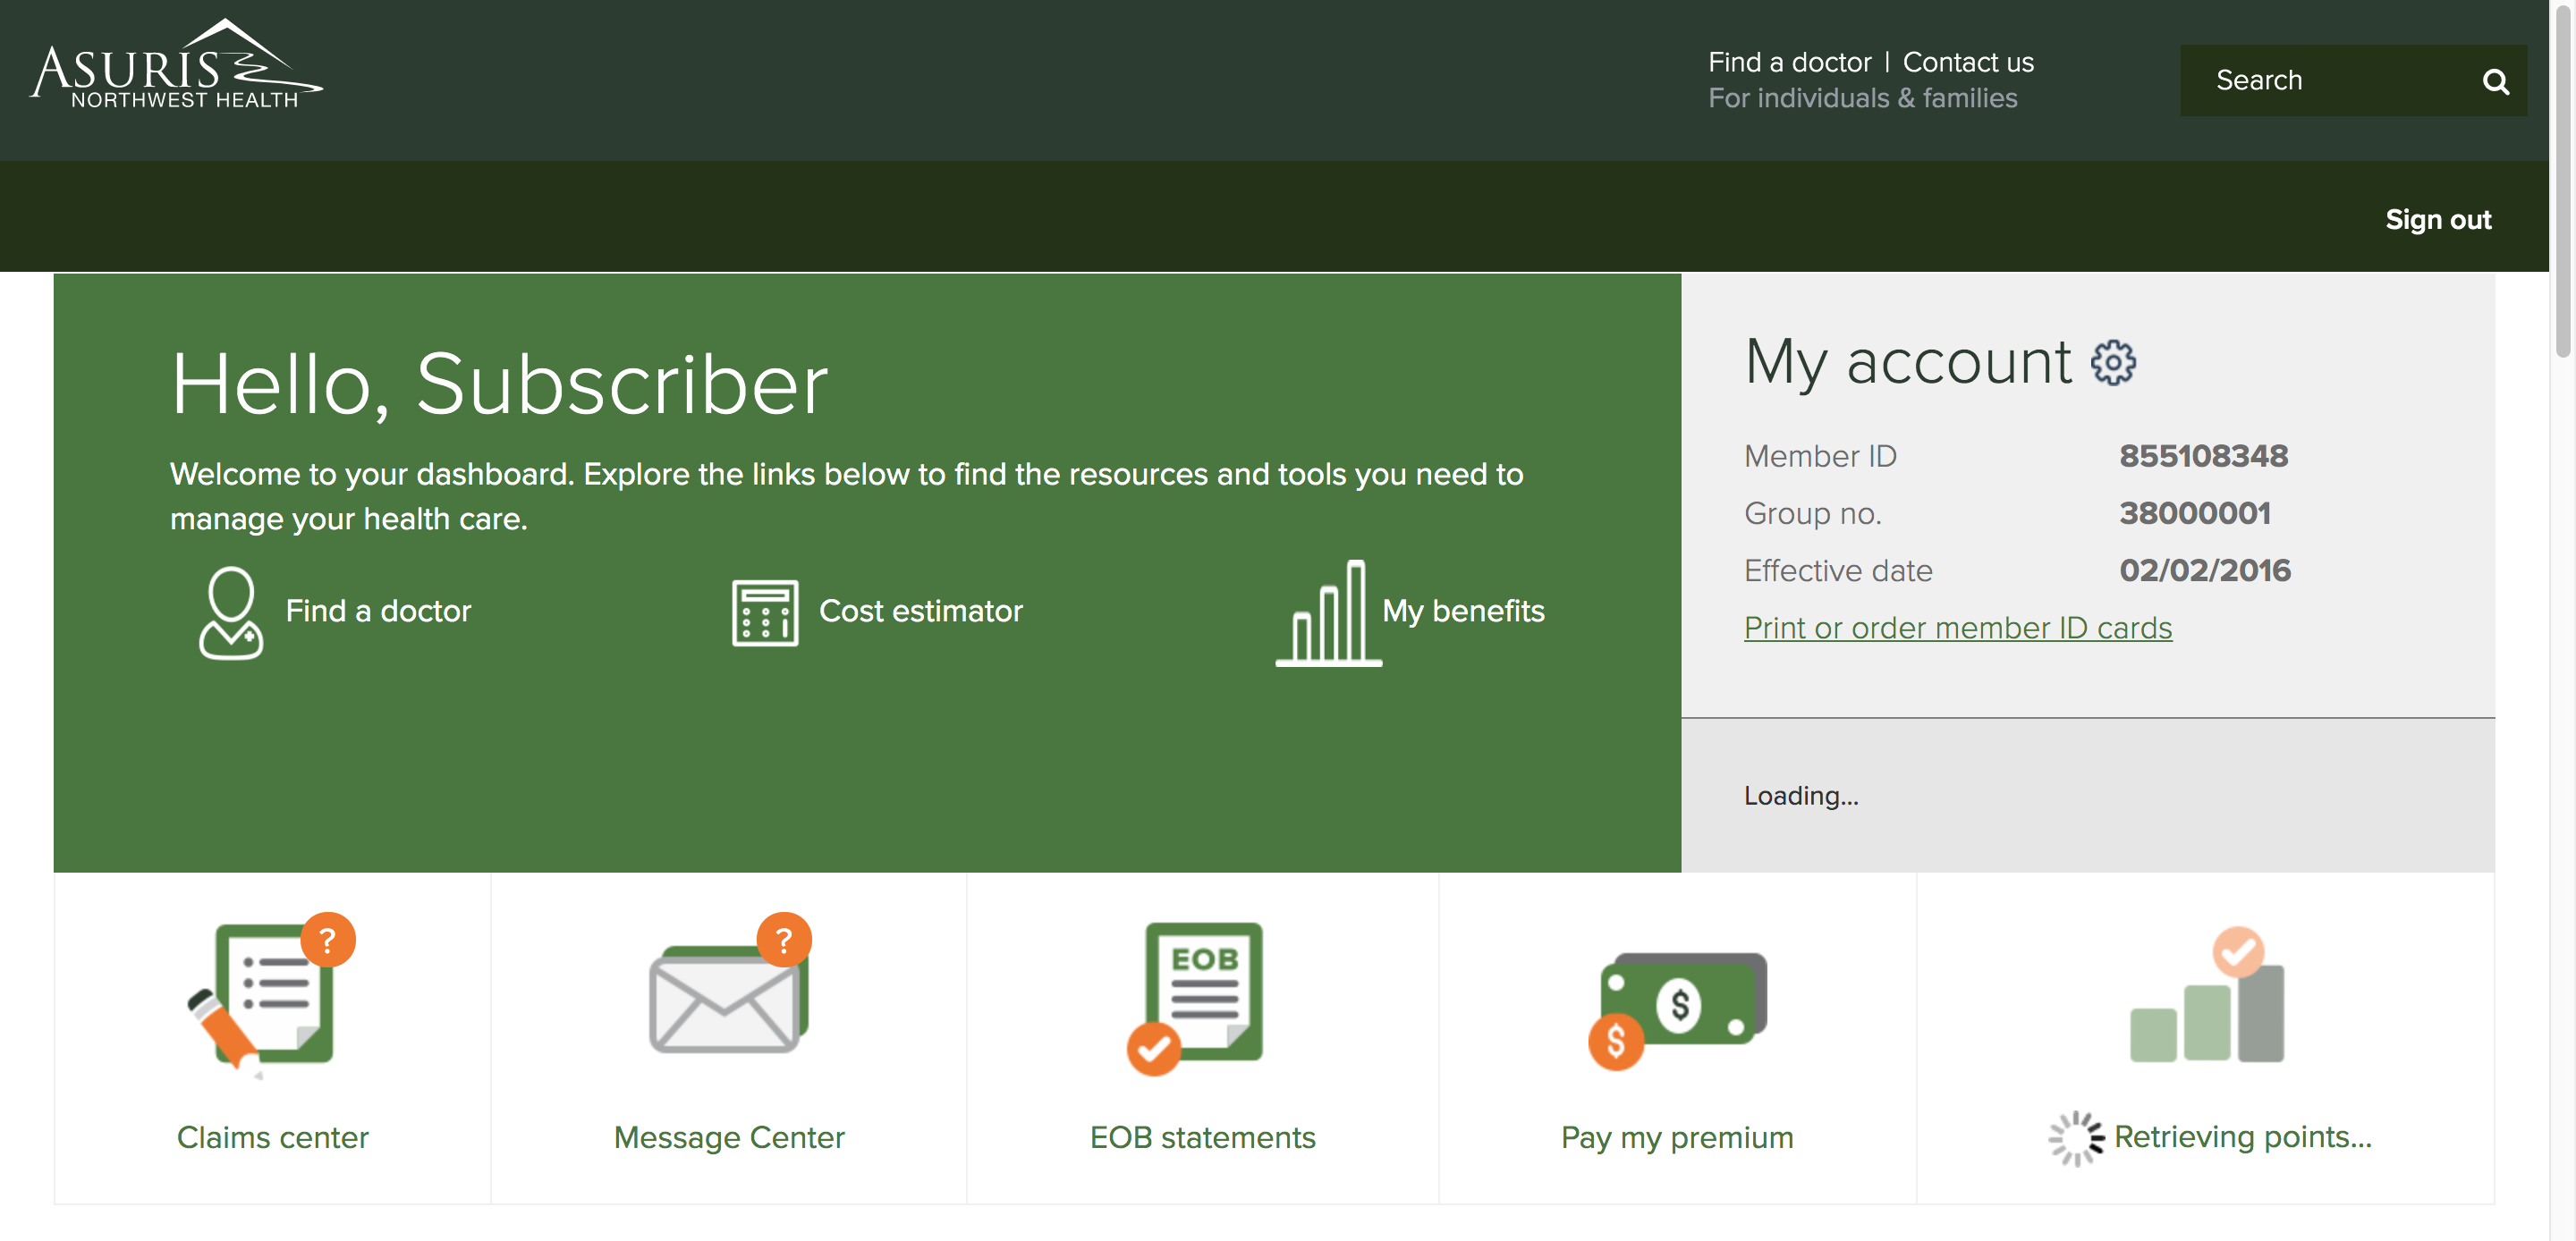 ASURIS
NORTHWEST HEALTH
Find a doctor | Contact us
For individuals & families
Search
Sign out
Hello, Subscriber
Welcome to your dashboard. Explore the links below to find the resources and tools you need to
manage your health care.
Find a doctor
Cost estimator
My benefits
My account
Member ID 855108348
Group no. 38000001
Effective date 02/02/2016
Print or order member ID cards
Loading...
?
?
EOB
$
$
Claims center
Message Center
EOB statements
Pay my premium
Retrieving points...